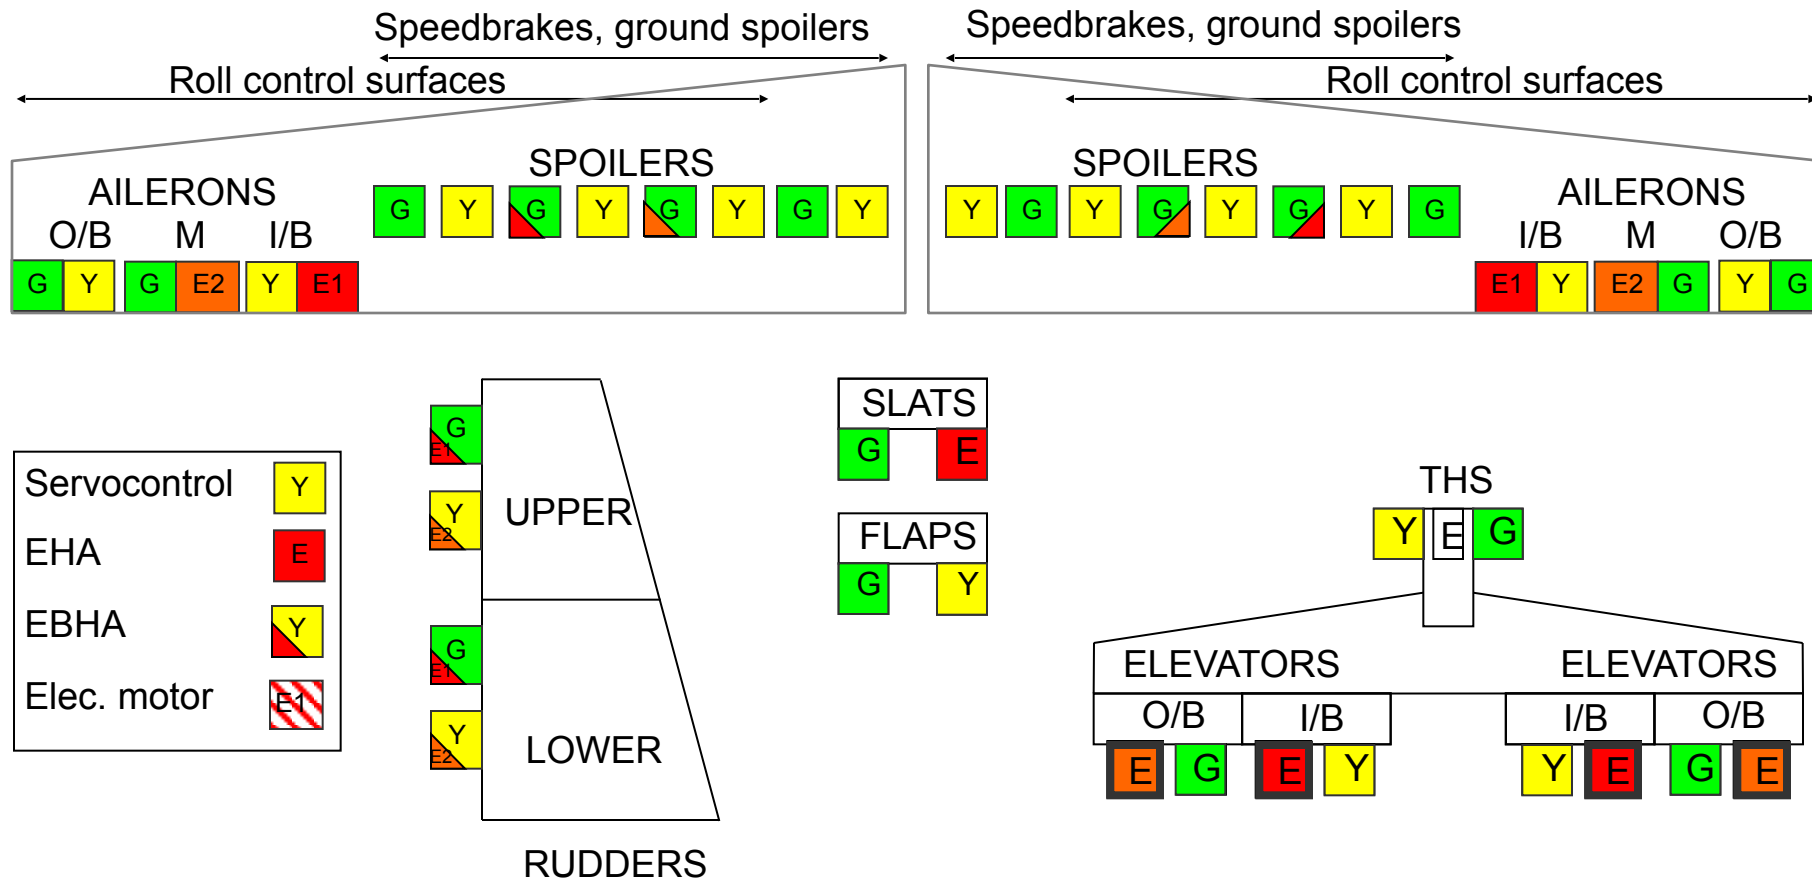 Speedbrakes, ground spoilers Speedbrakes, ground spoilers
Roll control surfaces Roll control surfaces
SPOILERS SPOILERS
AILERONS AILERONS
G Y G Y G Y G Y Y G Y G Y G Y G
O/B M I/B I/B M O/B
G Y G E2 Y E1 E1 Y E2 G Y G
Servocontrol Y
EHA E
EBHA Y
Elec. motor E1
G
E1
Y
E2
UPPER
G
E1
Y
E2
LOWER
RUDDERS
SLATS
G E
FLAPS
G Y
THS
Y E G
ELEVATORS ELEVATORS
O/B I/B I/B O/B
E G E Y Y E G E